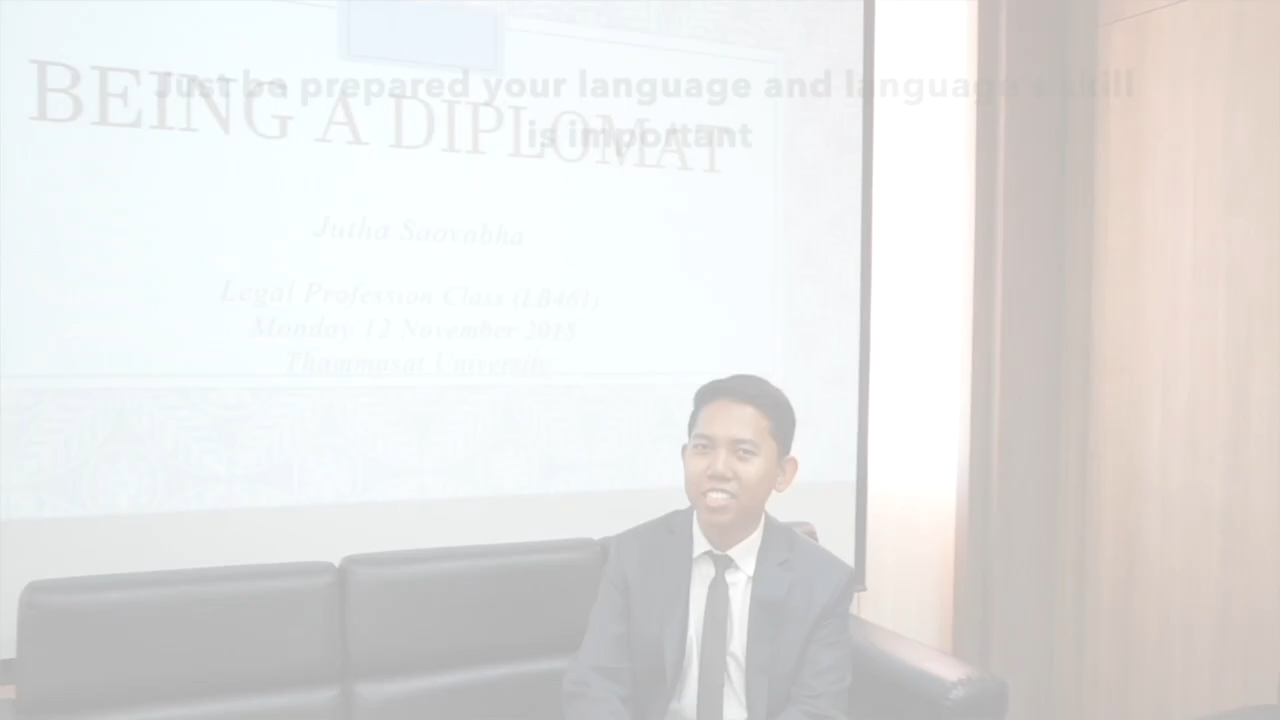 Just be prepared your language and language's skill
is important
BEING A DIPLOMAT
Jutha Saovabha
Legal Profession Class (LB461)
Monday 12 November 2015
Thammasat University